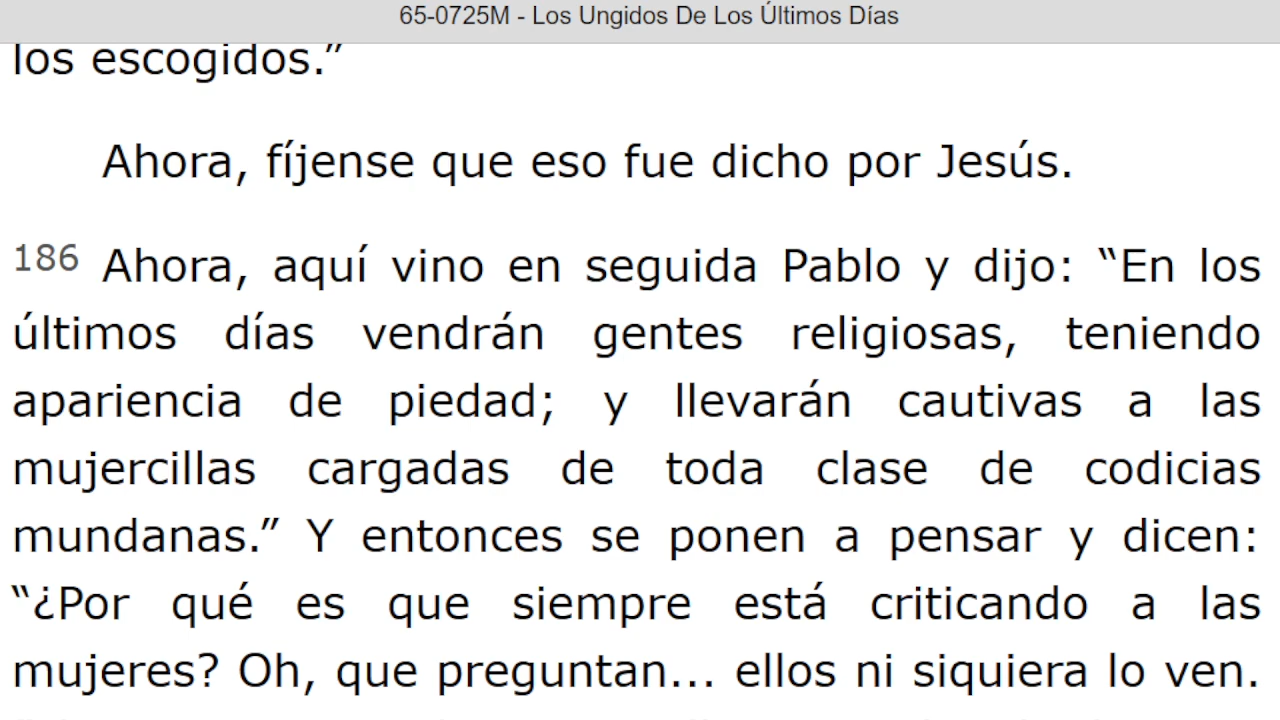 65-0725M - Los Ungidos De Los Últimos Días
los escogidos.”
Ahora, fíjense que eso fue dicho por Jesús.
186 Ahora, aquí vino en seguida Pablo y dijo: “En los
últimos días vendrán gentes religiosas, teniendo
apariencia de piedad; y llevarán cautivas a las
mujercillas cargadas de toda clase de codicias
mundanas.” Y entonces se ponen a pensar y dicen:
“¿Por qué es que siempre está criticando a las
mujeres? Oh, que preguntan... ellos ni siquiera lo ven.